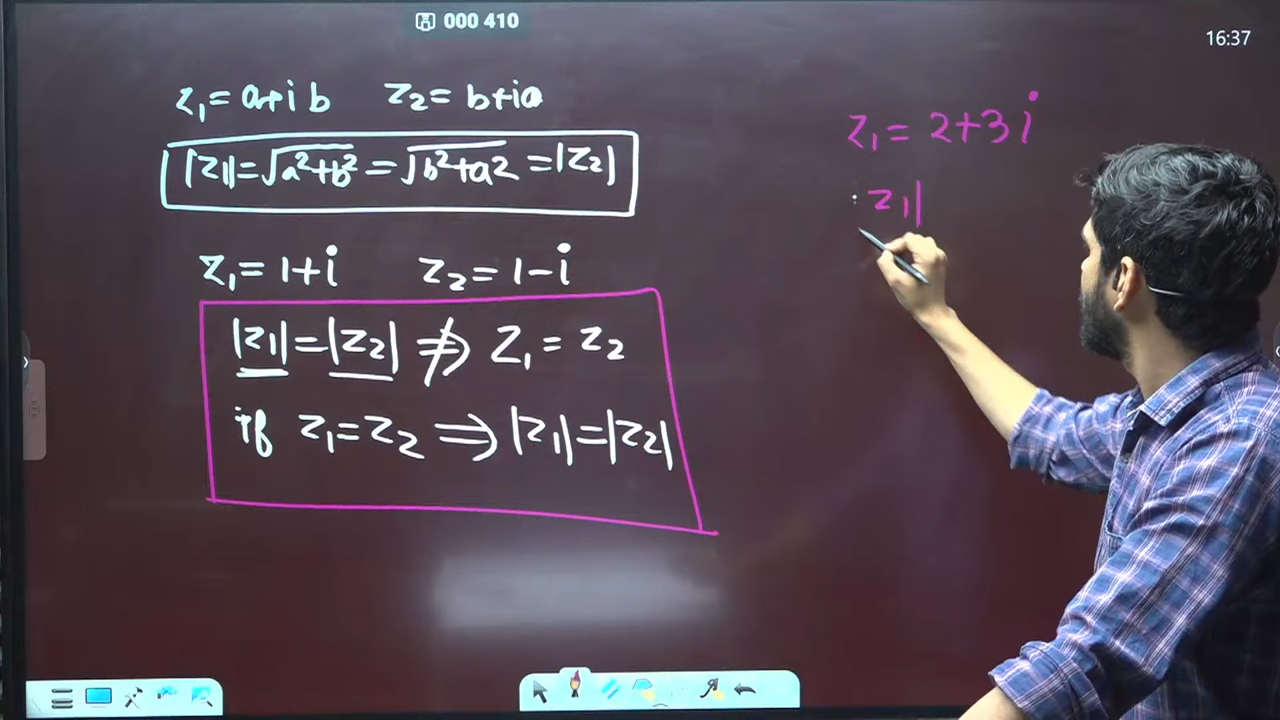 000 410
16:37
z₁ = a+i b z₂ = b+ia
|z₁| = √a²+b² = √b²+a2 = |z₂|
z₁ = 1+i z₂ = 1-i
|z₁| = |z₂| ⇏ z₁ = z₂
if z₁ = z₂ ⟹ |z₁| = |z₂|
z₁ = 2+3i
z₁|